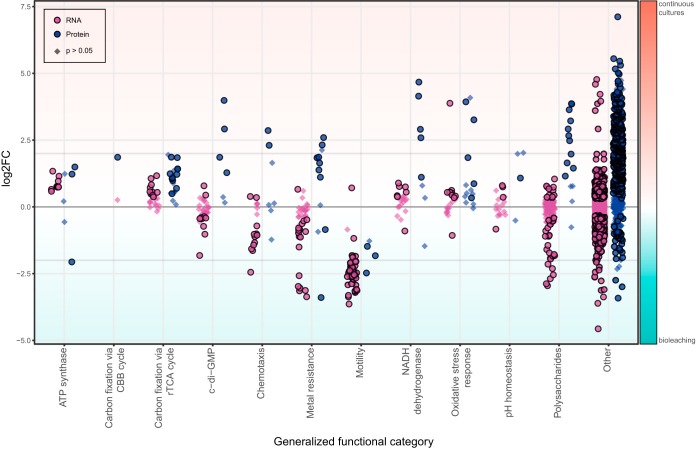 RNA
Protein
p > 0.05
7.5
5.0
2.5
0.0
−2.5
−5.0
log2FC
ATP synthase
Carbon fixation via
CBB cycle
Carbon fixation via
rTCA cycle
c−di−GMP
Chemotaxis
Metal resistance
Motility
NADH
dehydrogenase
Oxidative stress
response
pH homeostasis
Polysaccharides
Other
Generalized functional category
continuous
cultures
bioleaching